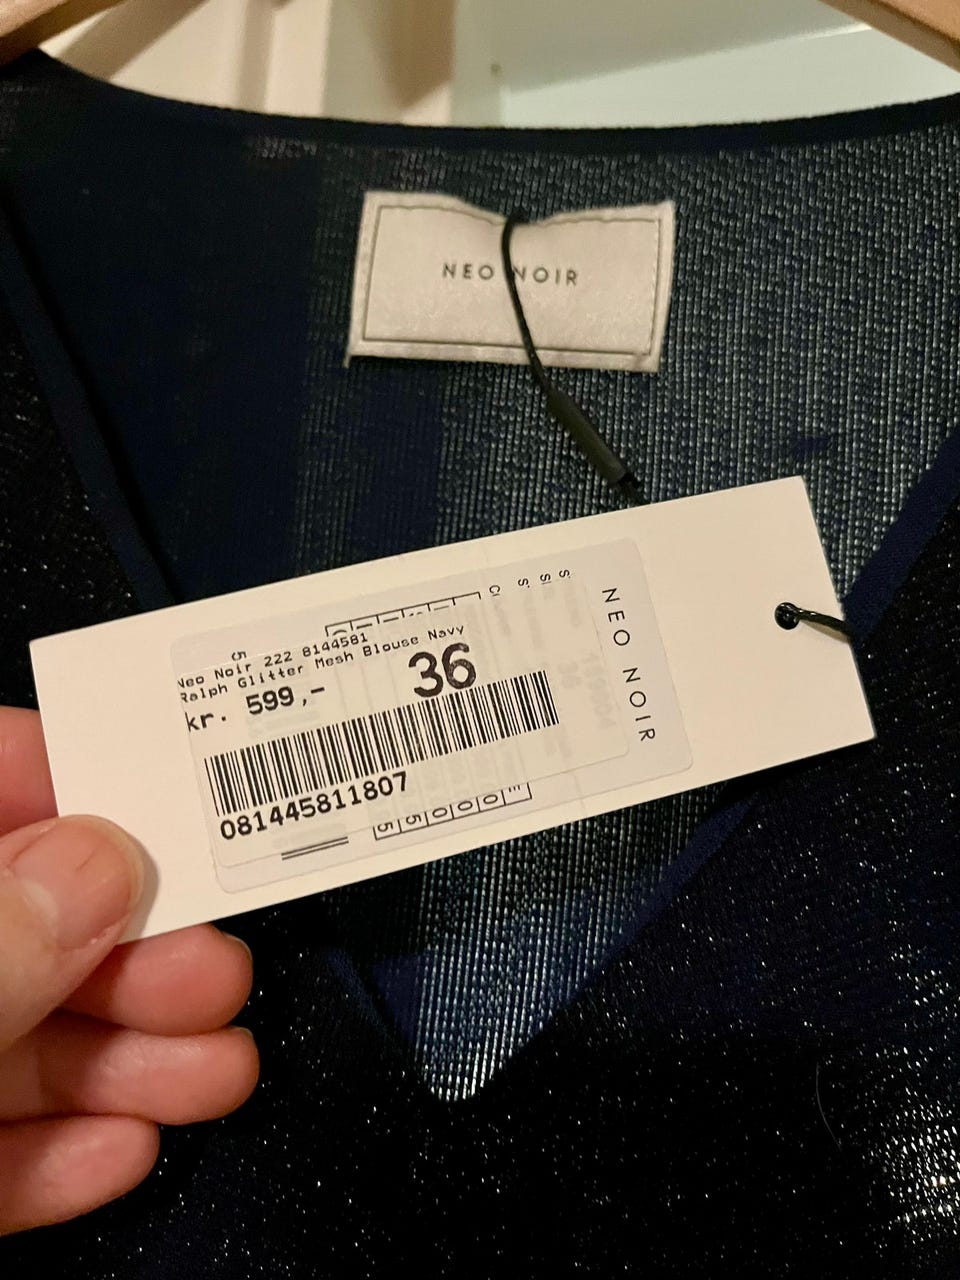 NEO NOIR
Neo Noir 222 8144581
Ralph Glitter Mesh Blouse Navy
kr. 599,-
36
081445811807
NEO NOIR